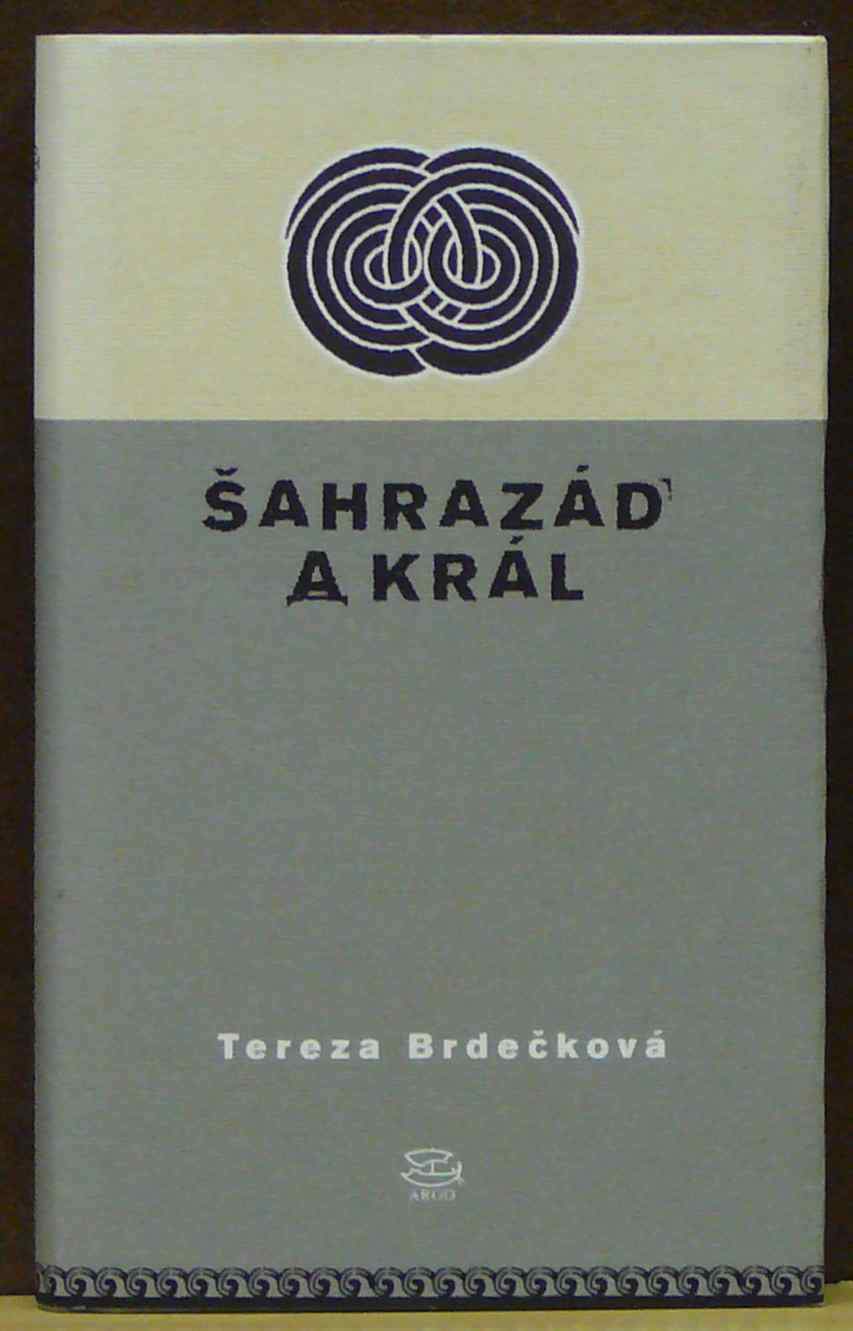 ŠAHRAZÁD
A KRÁL
Tereza Brdečková
ARGO